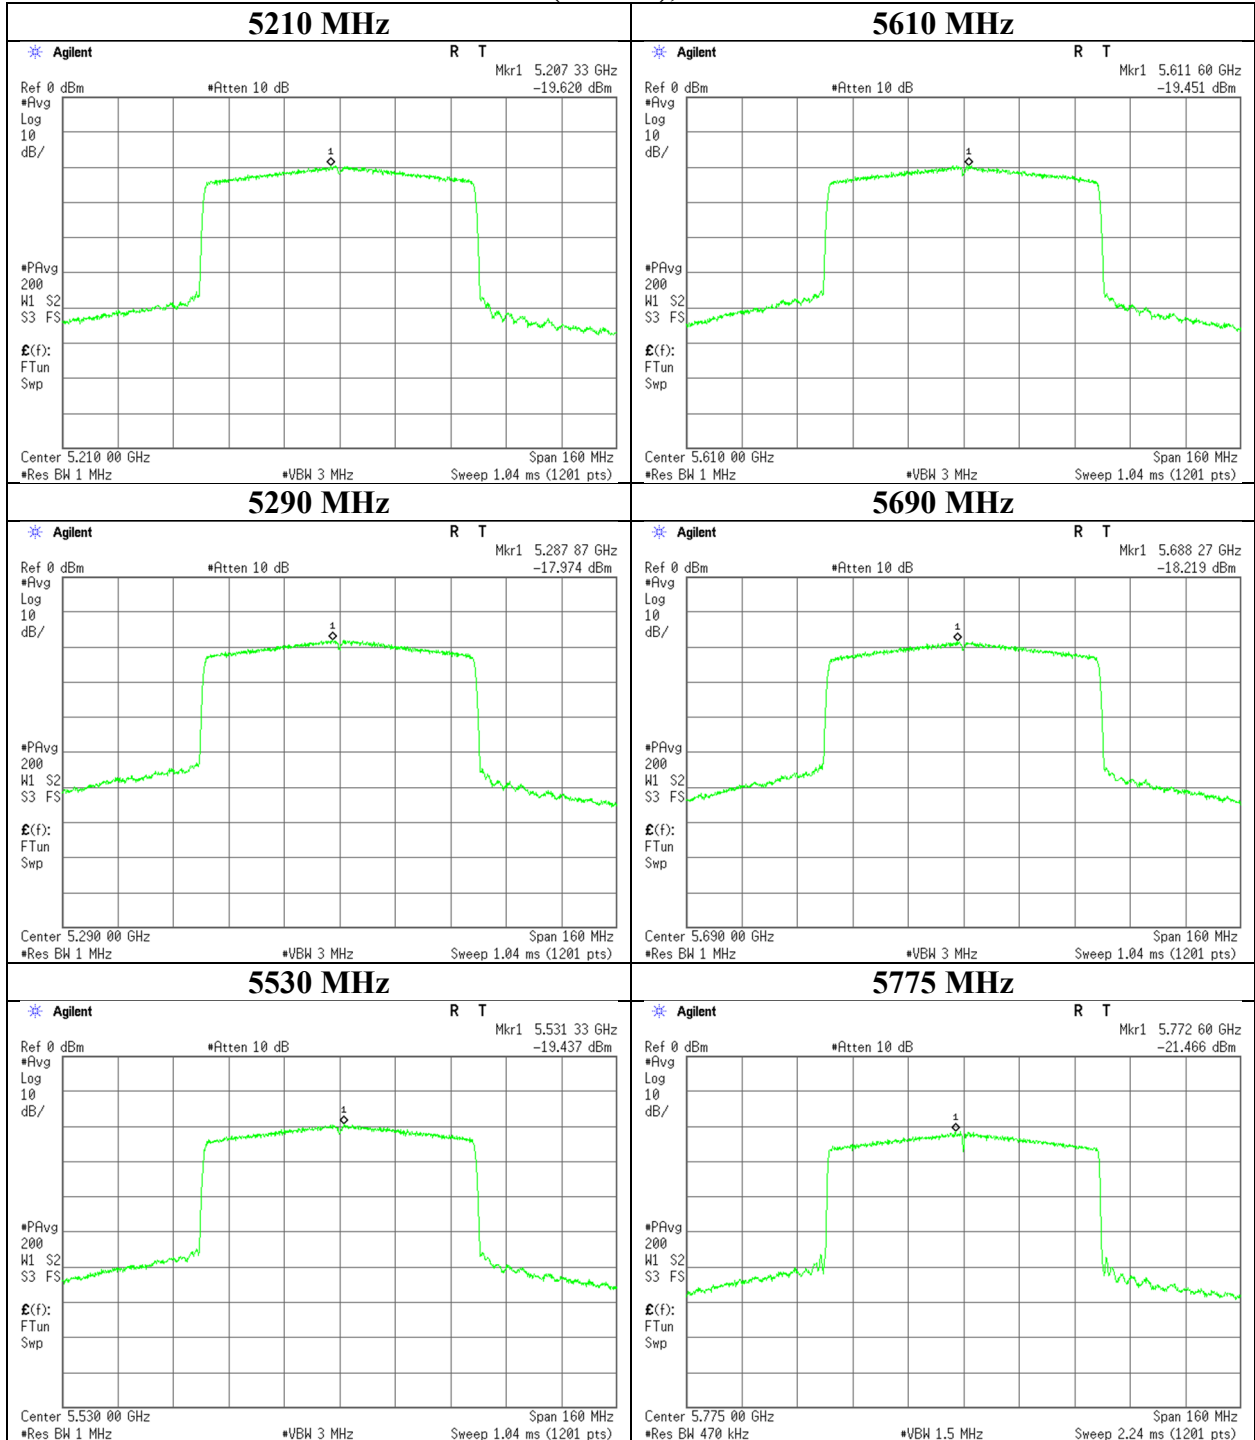 5210 MHz
Agilent R T
Mkr1 5.207 33 GHz
Ref 0 dBm #Atten 10 dB -19.620 dBm
#Avg
Log
10
dB/
1
#PAvg
200
W1 S2
S3 FS
£(f):
FTun
Swp
Center 5.210 00 GHz Span 160 MHz
#Res BW 1 MHz #VBW 3 MHz Sweep 1.04 ms (1201 pts)
5610 MHz
Agilent R T
Mkr1 5.611 60 GHz
Ref 0 dBm #Atten 10 dB -19.451 dBm
#Avg
Log
10
dB/
1
#PAvg
200
W1 S2
S3 FS
£(f):
FTun
Swp
Center 5.610 00 GHz Span 160 MHz
#Res BW 1 MHz #VBW 3 MHz Sweep 1.04 ms (1201 pts)
5290 MHz
Agilent R T
Mkr1 5.287 87 GHz
Ref 0 dBm #Atten 10 dB -17.974 dBm
#Avg
Log
10
dB/
1
#PAvg
200
W1 S2
S3 FS
£(f):
FTun
Swp
Center 5.290 00 GHz Span 160 MHz
#Res BW 1 MHz #VBW 3 MHz Sweep 1.04 ms (1201 pts)
5690 MHz
Agilent R T
Mkr1 5.688 27 GHz
Ref 0 dBm #Atten 10 dB -18.219 dBm
#Avg
Log
10
dB/
1
#PAvg
200
W1 S2
S3 FS
£(f):
FTun
Swp
Center 5.690 00 GHz Span 160 MHz
#Res BW 1 MHz #VBW 3 MHz Sweep 1.04 ms (1201 pts)
5530 MHz
Agilent R T
Mkr1 5.531 33 GHz
Ref 0 dBm #Atten 10 dB -19.437 dBm
#Avg
Log
10
dB/
1
#PAvg
200
W1 S2
S3 FS
£(f):
FTun
Swp
Center 5.530 00 GHz Span 160 MHz
#Res BW 1 MHz #VBW 3 MHz Sweep 1.04 ms (1201 pts)
5775 MHz
Agilent R T
Mkr1 5.772 60 GHz
Ref 0 dBm #Atten 10 dB -21.466 dBm
#Avg
Log
10
dB/
1
#PAvg
200
W1 S2
S3 FS
£(f):
FTun
Swp
Center 5.775 00 GHz Span 160 MHz
#Res BW 470 kHz #VBW 1.5 MHz Sweep 2.24 ms (1201 pts)